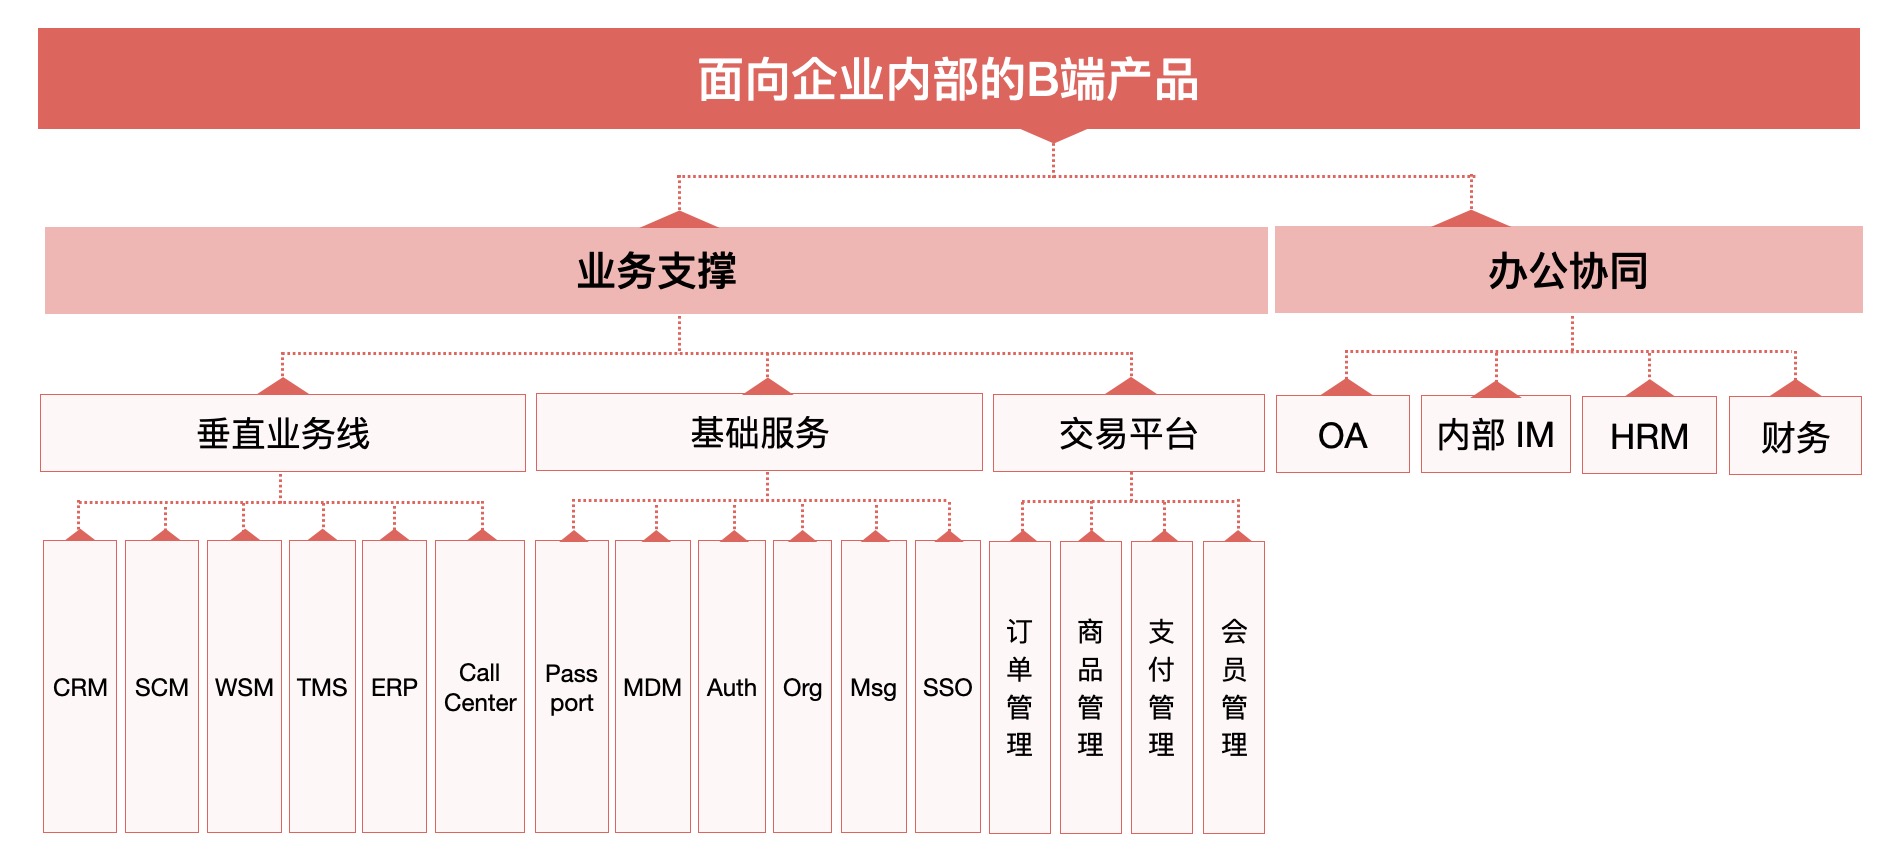 面向企业内部的B端产品
业务支撑
办公协同
垂直业务线
基础服务
交易平台
OA
内部 IM
HRM
财务
CRM
SCM
WSM
TMS
ERP
Call
Center
Pass
port
MDM
Auth
Org
Msg
SSO
订
单
管
理
商
品
管
理
支
付
管
理
会
员
管
理